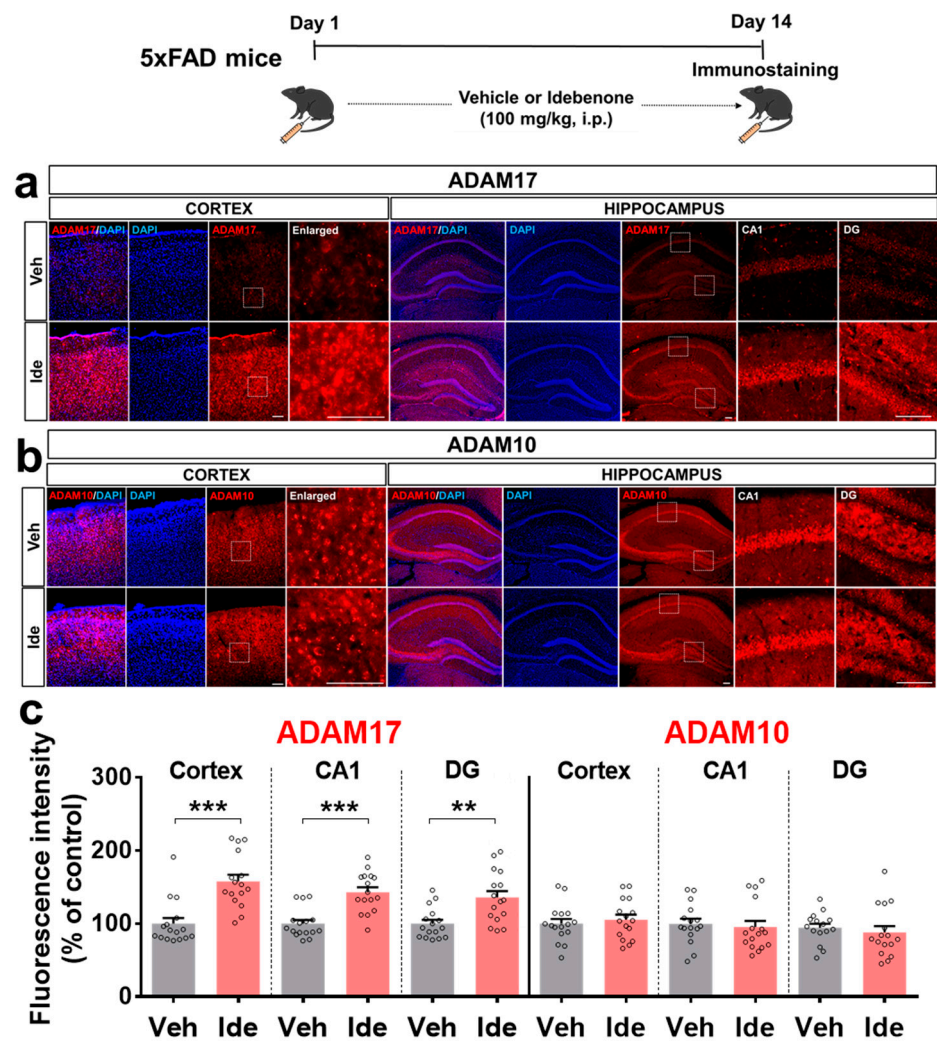 Day 1
Day 14
5xFAD mice
Immunostaining
Vehicle or Idebenone
(100 mg/kg, i.p.)
a
ADAM17
CORTEX HIPPOCAMPUS
ADAM17/DAPI DAPI ADAM17 Enlarged ADAM17/DAPI DAPI ADAM17 CA1 DG
Veh
Ide
b
ADAM10
CORTEX HIPPOCAMPUS
ADAM10/DAPI DAPI ADAM10 Enlarged ADAM10/DAPI DAPI ADAM10 CA1 DG
Veh
Ide
c
ADAM17 ADAM10
Cortex CA1 DG Cortex CA1 DG
*** *** **
Fluorescence intensity
(% of control)
300
200
100
0
Veh Ide Veh Ide Veh Ide Veh Ide Veh Ide Veh Ide